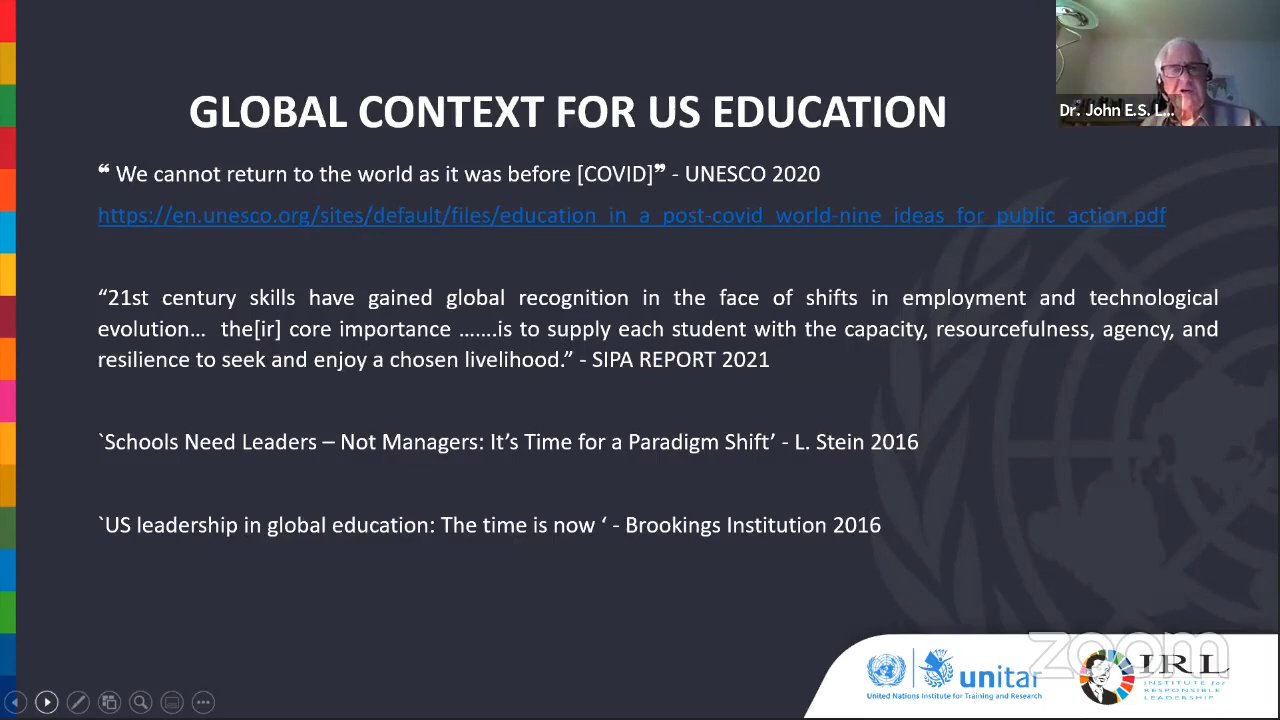 GLOBAL CONTEXT FOR US EDUCATION
Dr. John E.S. L...
❝ We cannot return to the world as it was before [COVID]❞ - UNESCO 2020
https://en.unesco.org/sites/default/files/education_in_a_post-covid_world-nine_ideas_for_public_action.pdf
“21st century skills have gained global recognition in the face of shifts in employment and technological
evolution… the[ir] core importance …….is to supply each student with the capacity, resourcefulness, agency, and
resilience to seek and enjoy a chosen livelihood.” - SIPA REPORT 2021
`Schools Need Leaders – Not Managers: It’s Time for a Paradigm Shift’ - L. Stein 2016
`US leadership in global education: The time is now ‘ - Brookings Institution 2016
zoom
unitar
United Nations Institute for Training and Research
IRL
INSTITUTE for
RESPONSIBLE
LEADERSHIP